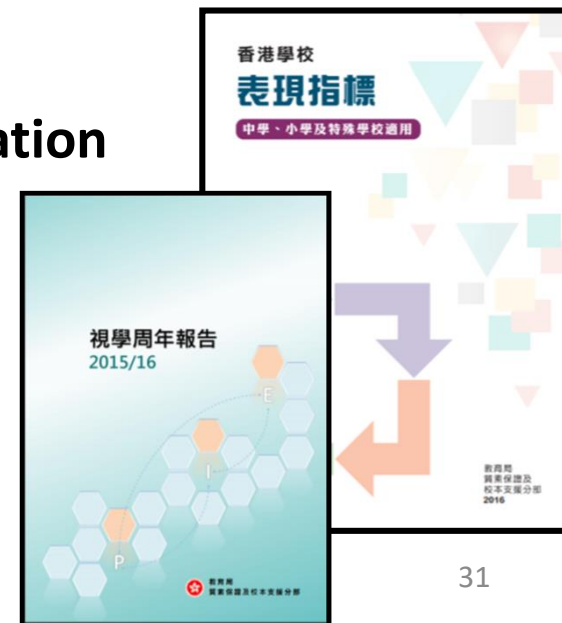 香港學校
表現指標
中學、小學及特殊學校適用
ation
視學周年報告
2015/16
E
I
P
教育局
質素保證及
校本支援分部
2016
教育局
質素保證及校本支援分部
31